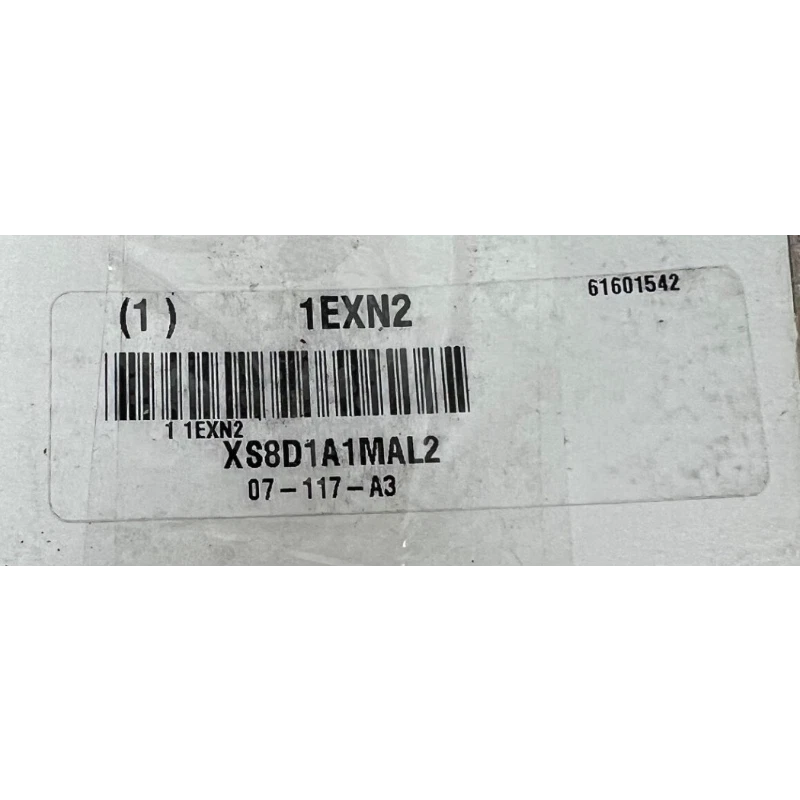 (1) 1EXN2 61601542
1 1EXN2
XS8D1A1MAL2
07-117-A3